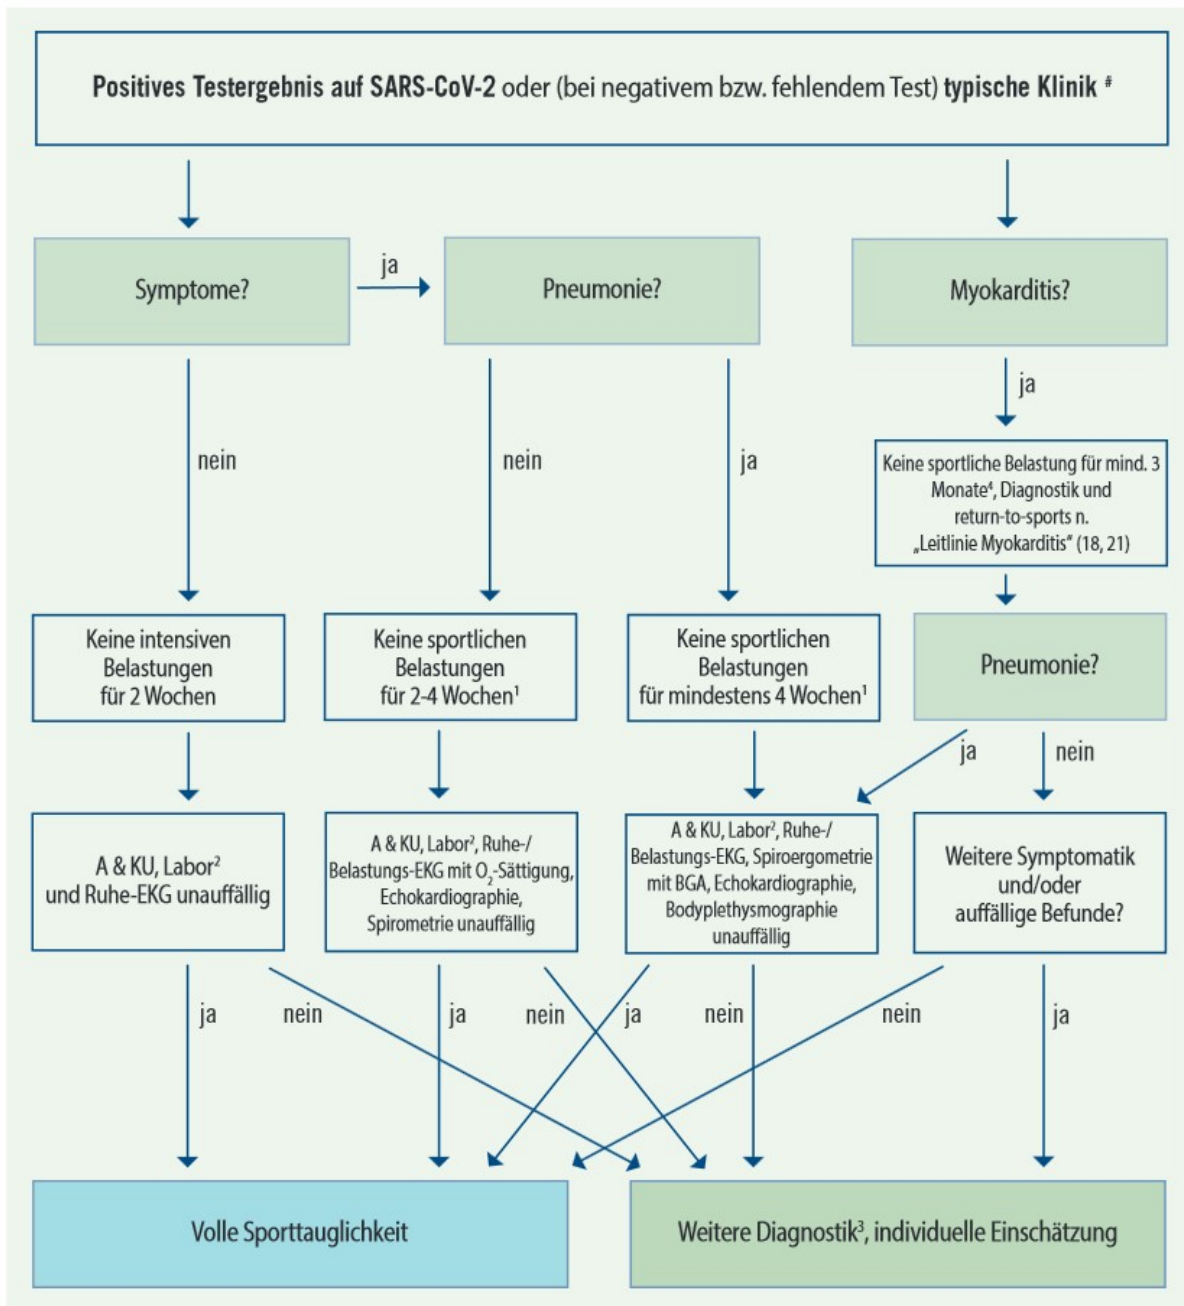 Positives Testergebnis auf SARS-CoV-2 oder (bei negativem bzw. fehlendem Test) typische Klinik #
Symptome?
ja
Pneumonie?
Myokarditis?
ja
nein
nein
ja
Keine sportliche Belastung für mind. 3
Monate⁴, Diagnostik und
return-to-sports n.
„Leitlinie Myokarditis“ (18, 21)
Keine intensiven
Belastungen
für 2 Wochen
Keine sportlichen
Belastungen
für 2-4 Wochen¹
Keine sportlichen
Belastungen
für mindestens 4 Wochen¹
Pneumonie?
ja
nein
A & KU, Labor²
und Ruhe-EKG unauffällig
A & KU, Labor², Ruhe-/
Belastungs-EKG mit O₂-Sättigung,
Echokardiographie,
Spirometrie unauffällig
A & KU, Labor², Ruhe-/
Belastungs-EKG, Spiroergometrie
mit BGA, Echokardiographie,
Bodyplethysmographie
unauffällig
Weitere Symptomatik
und/oder
auffällige Befunde?
ja
nein
ja
nein
ja
nein
nein
ja
Volle Sporttauglichkeit
Weitere Diagnostik³, individuelle Einschätzung